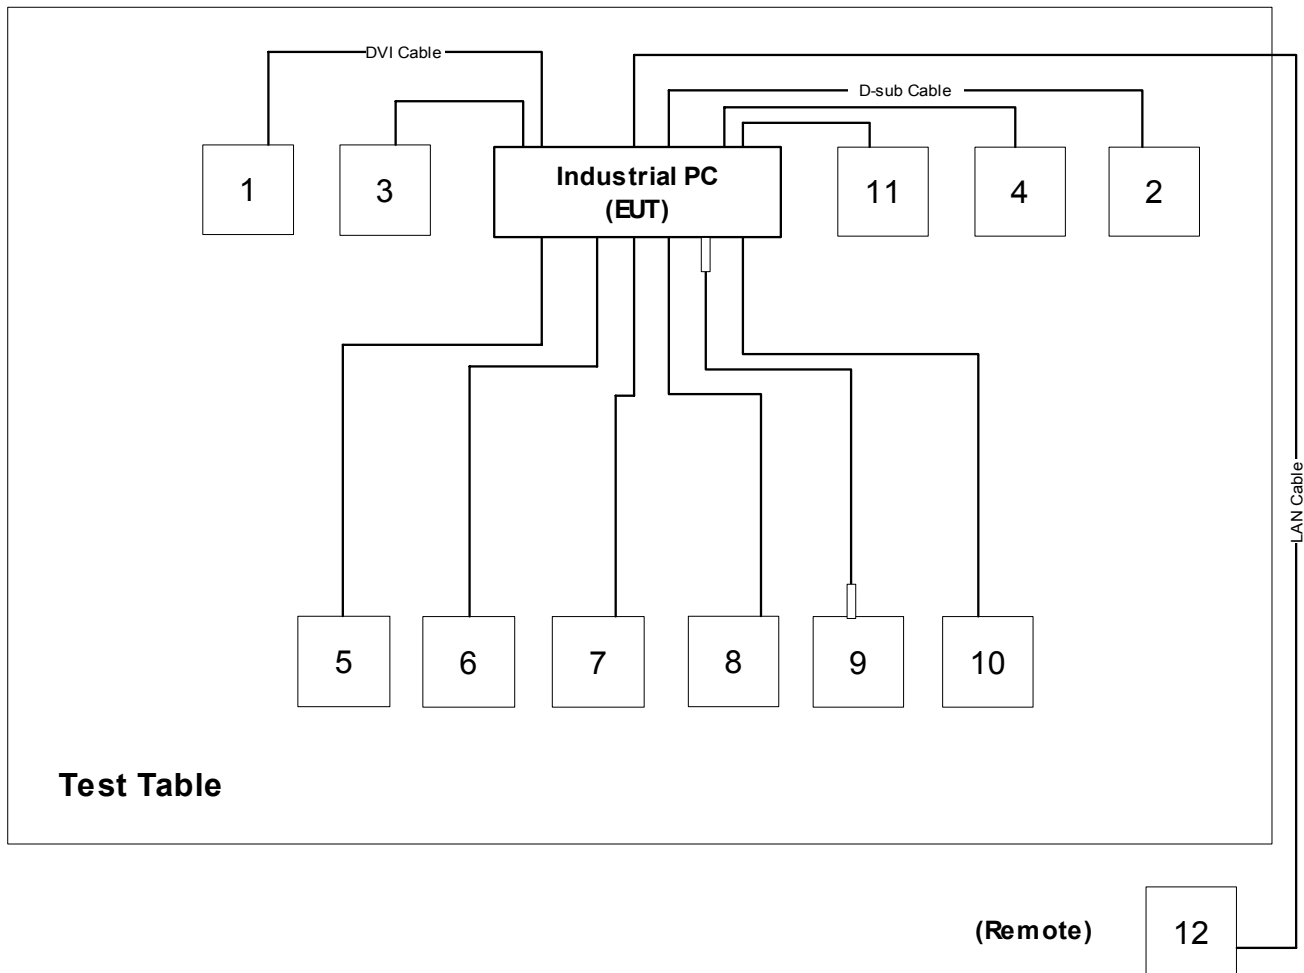 DVI Cable
D-sub Cable
1
3
Industrial PC
(EUT)
11
4
2
LAN Cable
5
6
7
8
9
10
Test Table
(Remote)
12